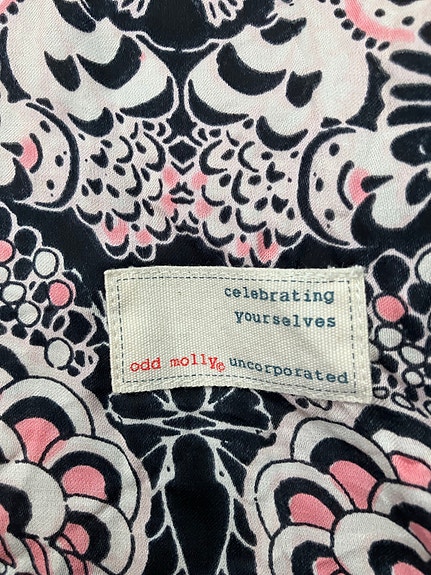 celebrating
yourselves
odd molly© uncorporated